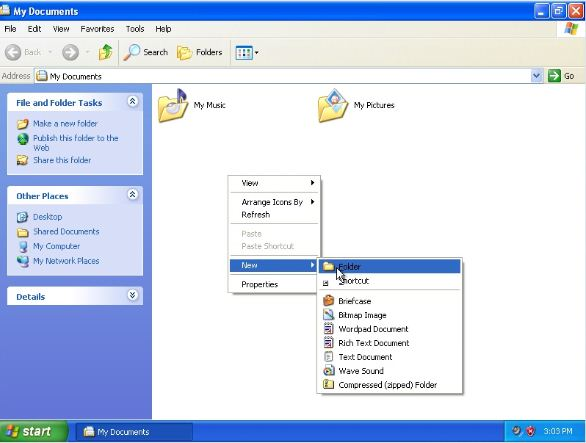 My Documents
File Edit View Favorites Tools Help
Back Search Folders
Address My Documents Go
File and Folder Tasks
Make a new folder
Publish this folder to the
Web
Share this folder
Other Places
Desktop
Shared Documents
My Computer
My Network Places
Details
My Music My Pictures
View
Arrange Icons By
Refresh
Paste
Paste Shortcut
New
Properties
Folder
Shortcut
Briefcase
Bitmap Image
Wordpad Document
Rich Text Document
Text Document
Wave Sound
Compressed (zipped) Folder
start My Documents 3:03 PM